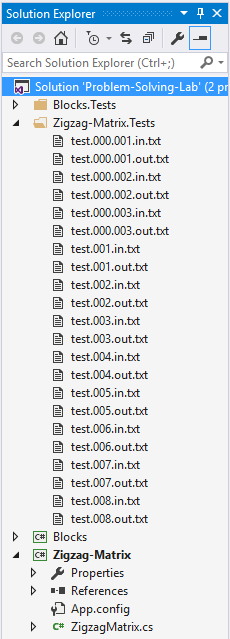 Solution Explorer
Search Solution Explorer (Ctrl+;)
Solution 'Problem-Solving-Lab' (2 pr
Blocks.Tests
Zigzag-Matrix.Tests
test.000.001.in.txt
test.000.001.out.txt
test.000.002.in.txt
test.000.002.out.txt
test.000.003.in.txt
test.000.003.out.txt
test.001.in.txt
test.001.out.txt
test.002.in.txt
test.002.out.txt
test.003.in.txt
test.003.out.txt
test.004.in.txt
test.004.out.txt
test.005.in.txt
test.005.out.txt
test.006.in.txt
test.006.out.txt
test.007.in.txt
test.007.out.txt
test.008.in.txt
test.008.out.txt
C# Blocks
C# Zigzag-Matrix
Properties
References
App.config
C# ZigzagMatrix.cs